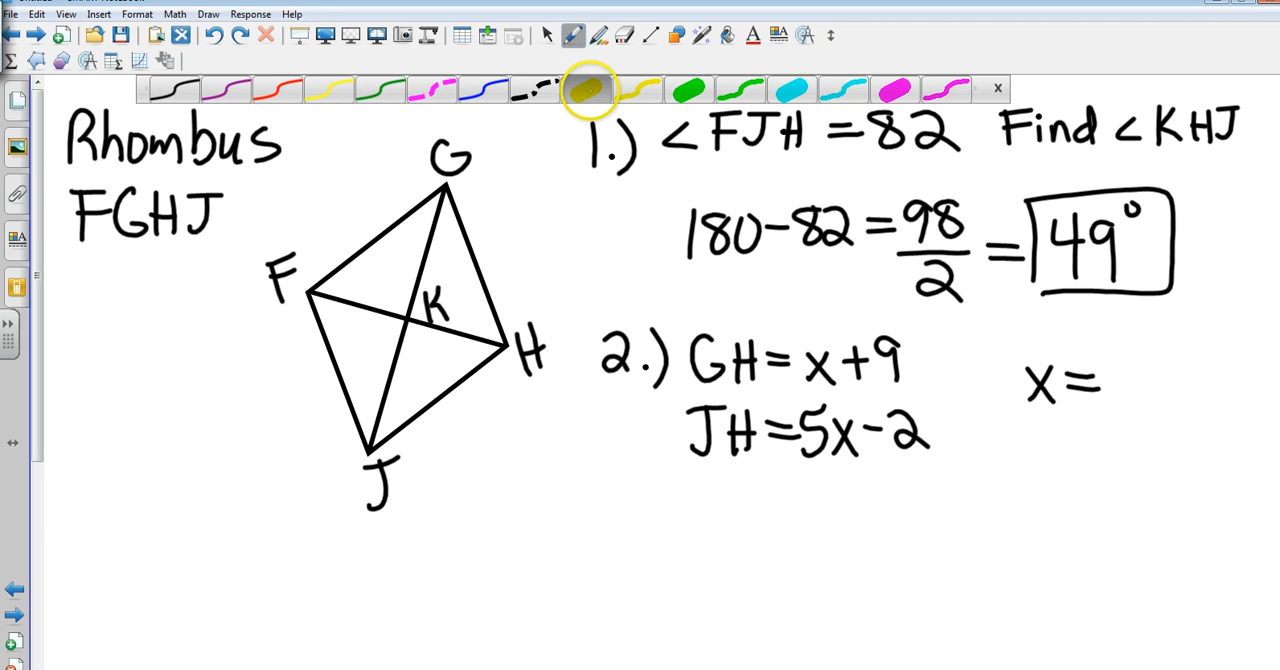 File Edit View Insert Format Math Draw Response Help
Rhombus
FGHJ
G
F
K
H
J
1.) <FJH = 82 Find <KHJ
180-82 = 98/2 = 49°
2.) GH = x+9
JH = 5x-2
x =